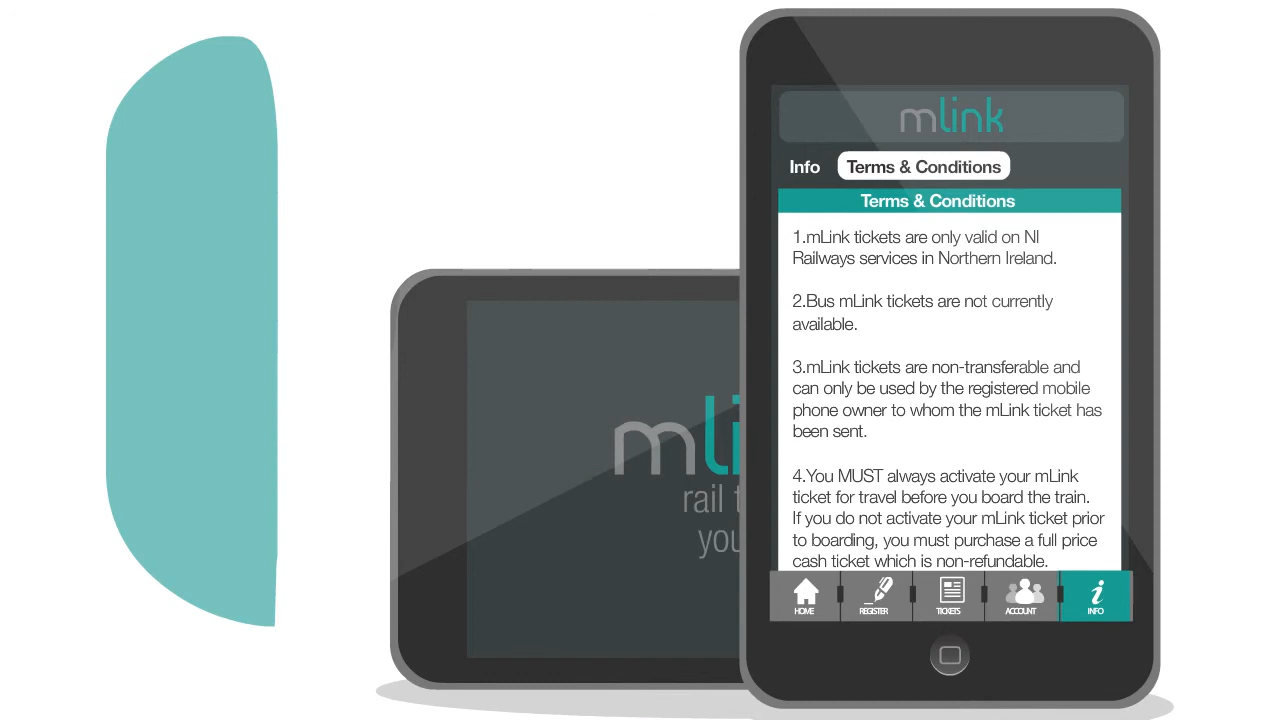 mlink
Info Terms & Conditions
Terms & Conditions
1.mLink tickets are only valid on NI
Railways services in Northern Ireland.
2.Bus mLink tickets are not currently
available.
3.mLink tickets are non-transferable and
can only be used by the registered mobile
phone owner to whom the mLink ticket has
been sent.
4.You MUST always activate your mLink
ticket for travel before you board the train.
If you do not activate your mLink ticket prior
to boarding, you must purchase a full price
cash ticket which is non-refundable.
HOME REGISTER TICKETS ACCOUNT INFO
mli
rail t
you